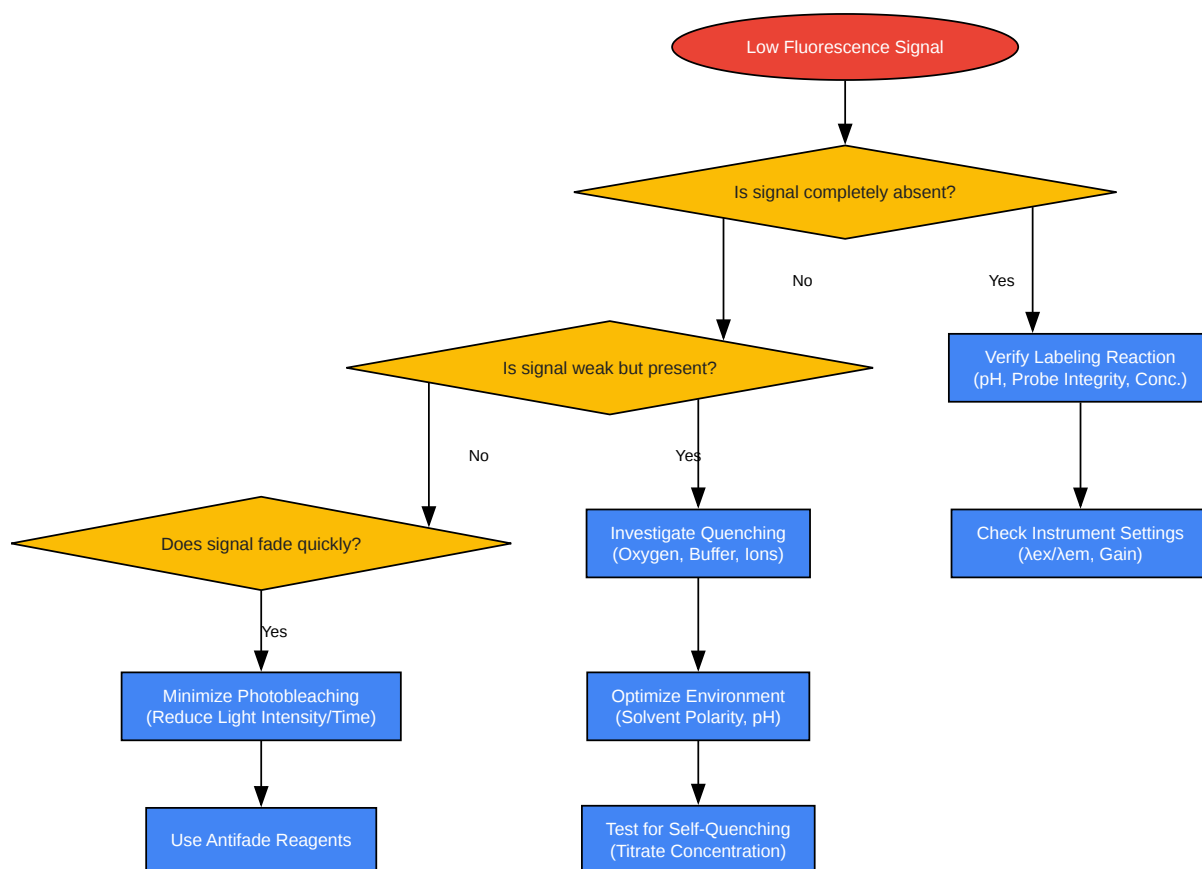 Low Fluorescence Signal
Is signal completely absent?
No
Yes
Is signal weak but present?
Verify Labeling Reaction
(pH, Probe Integrity, Conc.)
No
Yes
Does signal fade quickly?
Investigate Quenching
(Oxygen, Buffer, Ions)
Check Instrument Settings
(λex/λem, Gain)
Yes
Minimize Photobleaching
(Reduce Light Intensity/Time)
Optimize Environment
(Solvent Polarity, pH)
Use Antifade Reagents
Test for Self-Quenching
(Titrate Concentration)